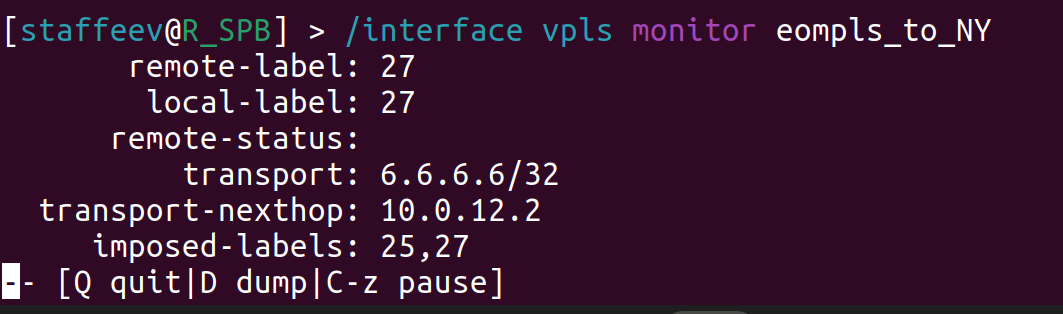 [staffeev@R_SPB] > /interface vpls monitor eompls_to_NY
remote-label: 27
local-label: 27
remote-status:
transport: 6.6.6.6/32
transport-nexthop: 10.0.12.2
imposed-labels: 25,27
-- [Q quit|D dump|C-z pause]